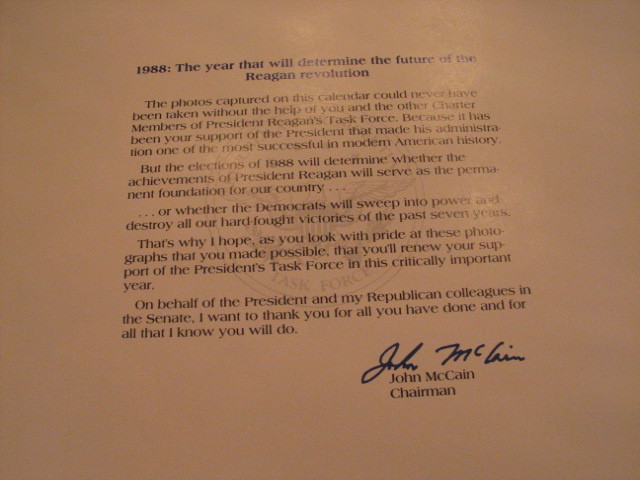 1988: The year that will determine the future of the
Reagan revolution
The photos captured on this calendar could never have
been taken without the help of you and the other Charter
Members of President Reagan's Task Force. Because it has
been your support of the President that made his administra-
tion one of the most successful in modern American history.
But the elections of 1988 will determine whether the
achievements of President Reagan will serve as the perma-
nent foundation for our country . . .
. . . or whether the Democrats will sweep into power and
destroy all our hard-fought victories of the past seven years.
That's why I hope, as you look with pride at these photo-
graphs that you made possible, that you'll renew your sup-
port of the President's Task Force in this critically important
year.
On behalf of the President and my Republican colleagues in
the Senate, I want to thank you for all you have done and for
all that I know you will do.
John McCain
John McCain
Chairman
TASK FORCE